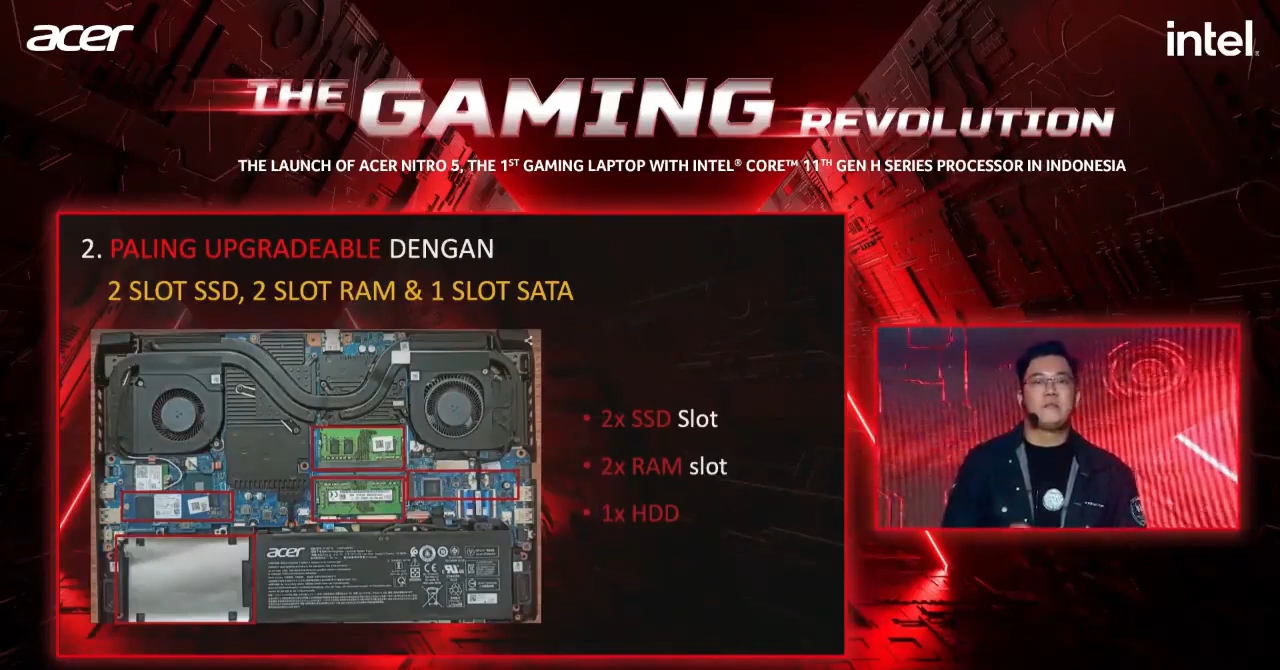 acer
intel
THE GAMING REVOLUTION
THE LAUNCH OF ACER NITRO 5, THE 1ST GAMING LAPTOP WITH INTEL® CORE™ 11TH GEN H SERIES PROCESSOR IN INDONESIA
2. PALING UPGRADEABLE DENGAN
2 SLOT SSD, 2 SLOT RAM & 1 SLOT SATA
• 2x SSD Slot
• 2x RAM slot
• 1x HDD
acer